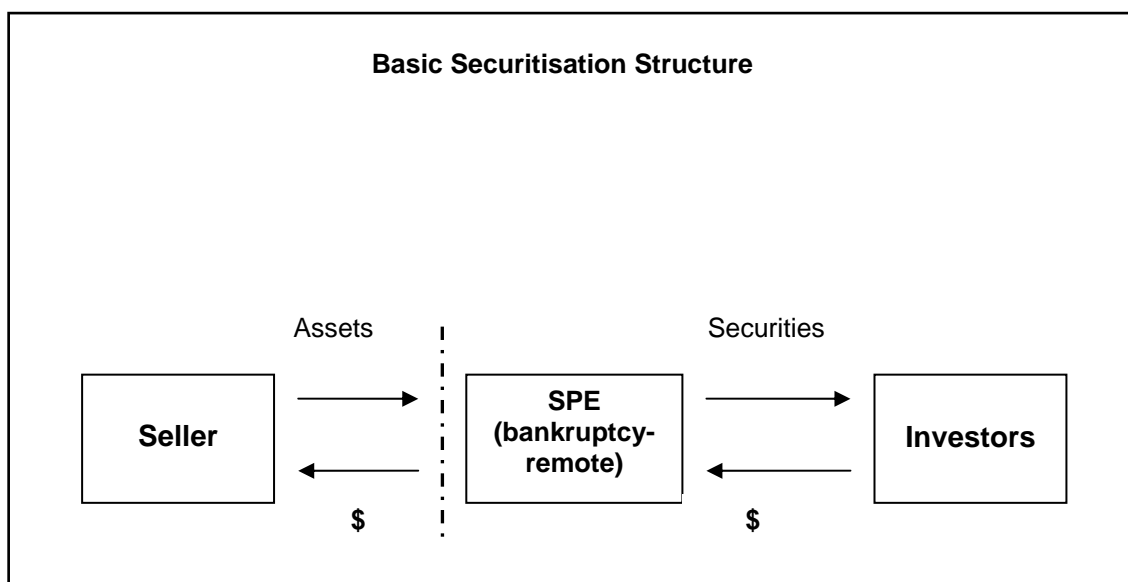 Basic Securitisation Structure
Assets
Securities
Seller
SPE
(bankruptcy-
remote)
Investors
$
$